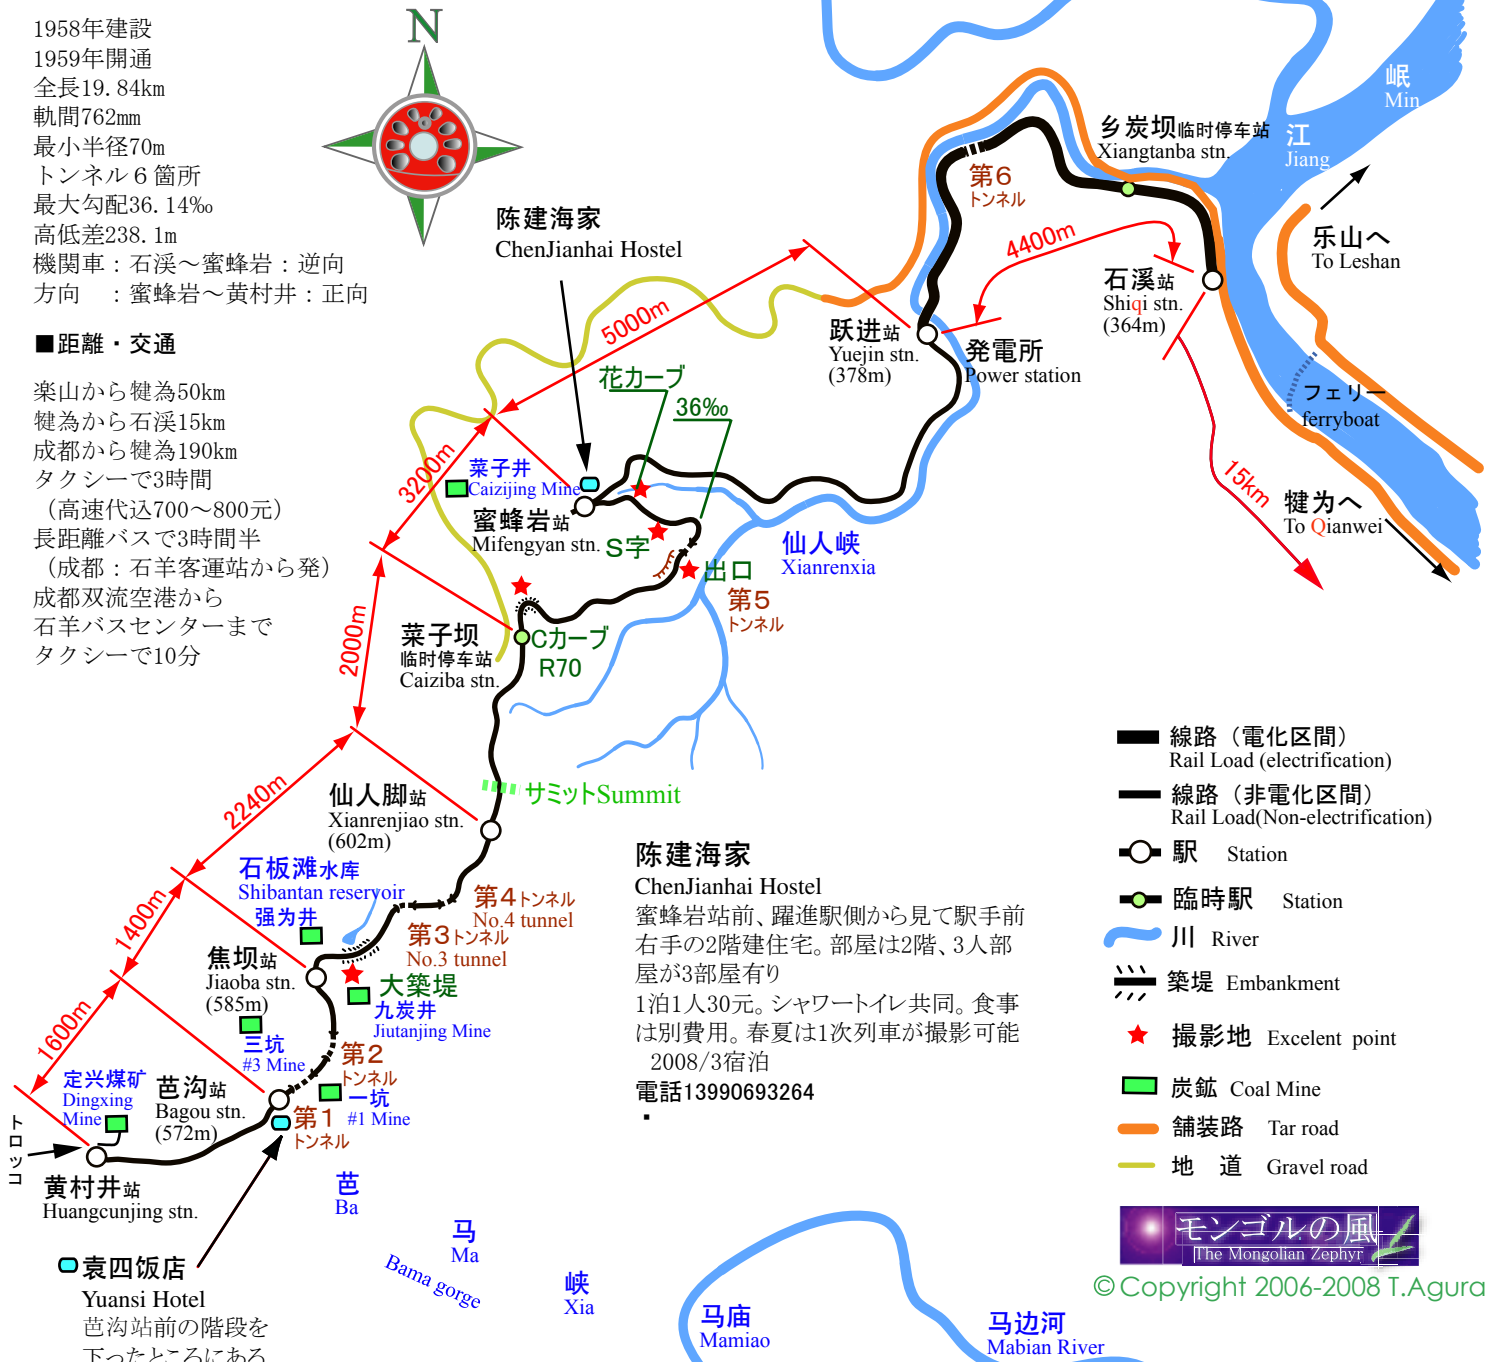 1958年建設
1959年開通
全長19.84km
軌間762mm
最小半径70m
トンネル６箇所
最大勾配36.14‰
高低差238.1m
機関車：石渓～蜜蜂岩：逆向
方向　：蜜蜂岩～黄村井：正向
■距離・交通
楽山から犍為50km
犍為から石渓15km
成都から犍為190km
タクシーで3時間
（高速代込700～800元）
長距離バスで3時間半
（成都：石羊客運站から発）
成都双流空港から
石羊バスセンターまで
タクシーで10分
N
陈建海家
ChenJianhai Hostel
岷
Min
江
Jiang
乡炭坝临时停车站
Xiangtanba stn.
第6
トンネル
4400m
乐山へ
To Leshan
石溪站
Shiqi stn.
(364m)
5000m
跃进站
Yuejin stn.
(378m)
発電所
Power station
フェリー
ferryboat
花カーブ
36‰
3200m
菜子井
Caizijing Mine
15km
犍为へ
To Qianwei
蜜蜂岩站
Mifengyan stn.
S字
仙人峡
Xianrenxia
出口
第5
トンネル
2000m
菜子坝
临时停车站
Caiziba stn.
Cカーブ
R70
2240m
仙人脚站
Xianrenjiao stn.
(602m)
サミットSummit
石板滩水库
Shibantan reservoir
强为井
第4トンネル
No.4 tunnel
第3トンネル
No.3 tunnel
1400m
焦坝站
Jiaoba stn.
(585m)
大築堤
九炭井
Jiutanjing Mine
1600m
三坑
#3 Mine
第2
トンネル
定兴煤矿
Dingxing
Mine
芭沟站
Bagou stn.
(572m)
一坑
#1 Mine
第1
トンネル
トロッコ
黄村井站
Huangcunjing stn.
芭
Ba
马
Ma
峡
Xia
Bama gorge
袁四饭店
Yuansi Hotel
芭沟站前の階段を
下ったところにある
陈建海家
ChenJianhai Hostel
蜜蜂岩站前、躍進駅側から見て駅手前
右手の2階建住宅。部屋は2階、3人部
屋が3部屋有り
1泊1人30元。シャワートイレ共同。食事
は別費用。春夏は1次列車が撮影可能
2008/3宿泊
電話13990693264
马庙
Mamiao
马边河
Mabian River
線路（電化区間）
Rail Load (electrification)
線路（非電化区間）
Rail Load(Non-electrification)
駅 Station
臨時駅 Station
川 River
築堤 Embankment
撮影地 Excelent point
炭鉱 Coal Mine
舗装路 Tar road
地　道 Gravel road
モンゴルの風
The Mongolian Zephyr
© Copyright 2006-2008 T.Agura